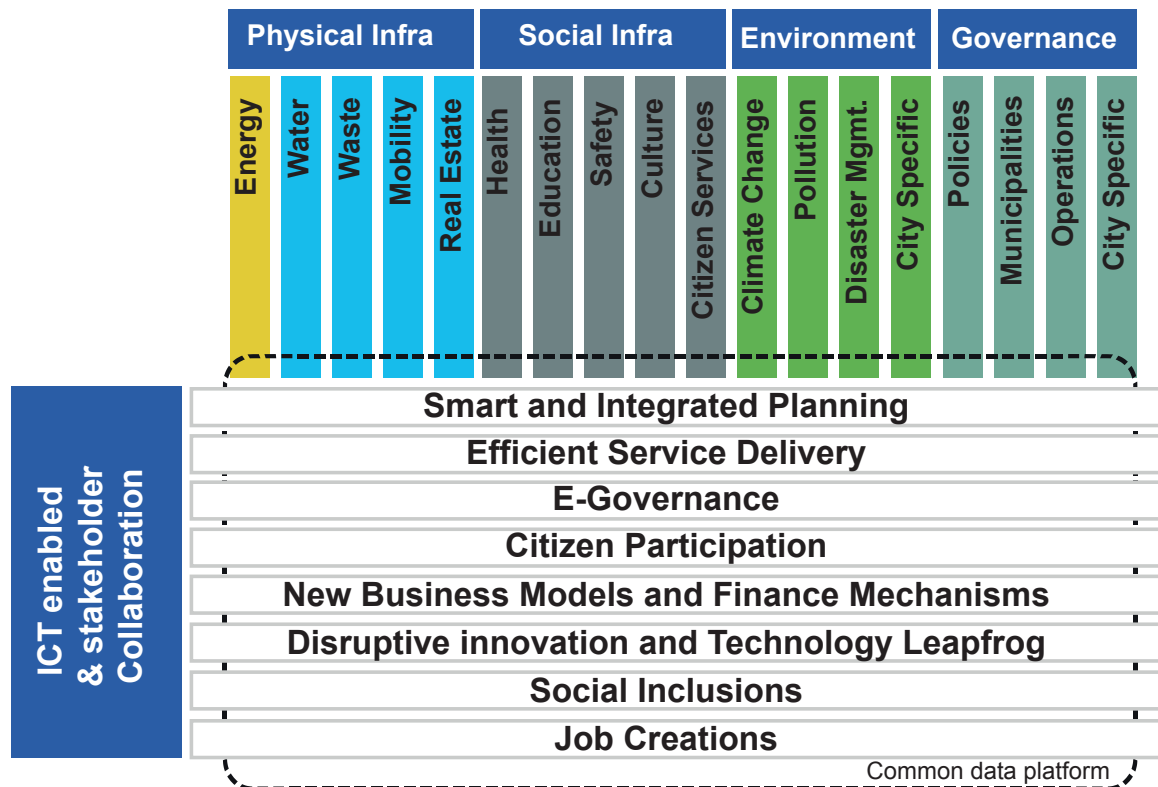 Physical Infra
Social Infra
Environment
Governance
Energy
Water
Waste
Mobility
Real Estate
Health
Education
Safety
Culture
Citizen Services
Climate Change
Pollution
Disaster Mgmt.
City Specific
Policies
Municipalities
Operations
City Specific
ICT enabled
& stakeholder
Collaboration
Smart and Integrated Planning
Efficient Service Delivery
E-Governance
Citizen Participation
New Business Models and Finance Mechanisms
Disruptive innovation and Technology Leapfrog
Social Inclusions
Job Creations
Common data platform